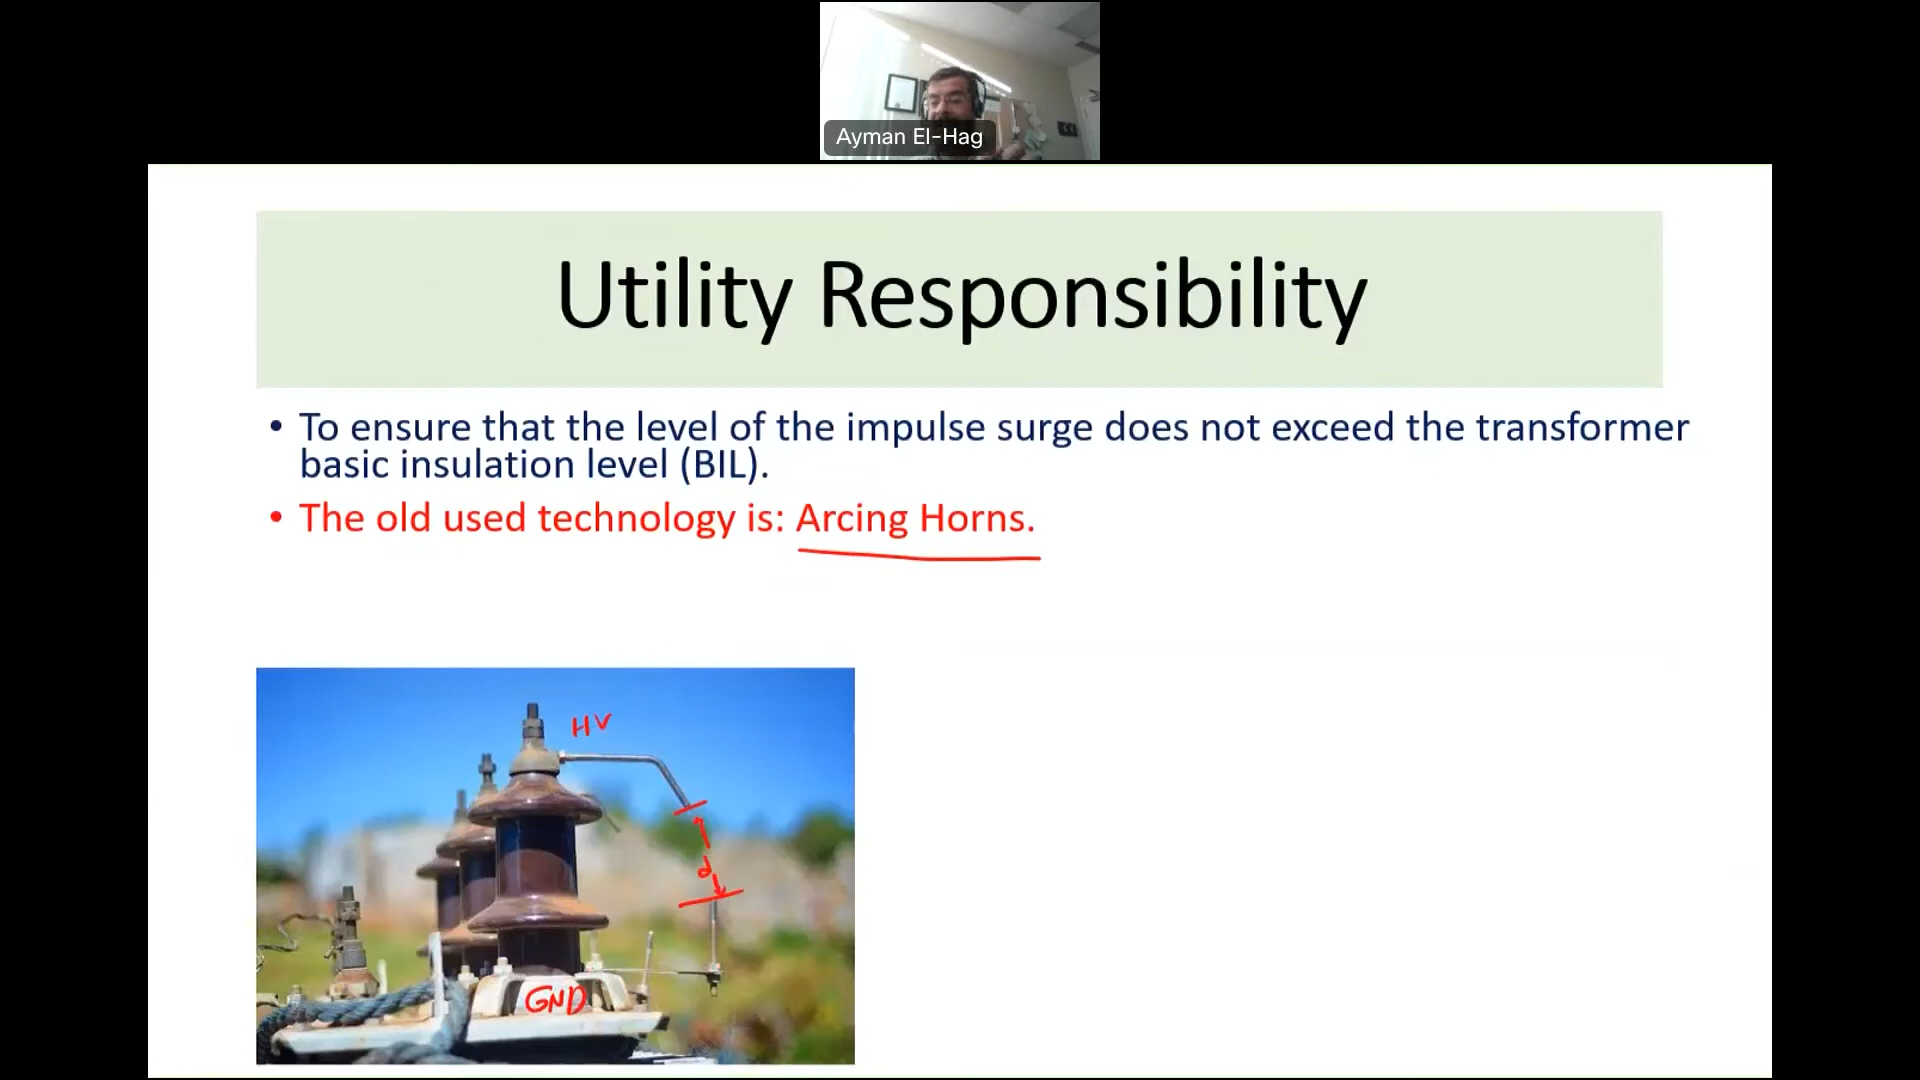 Ayman El-Hag
Utility Responsibility
• To ensure that the level of the impulse surge does not exceed the transformer
basic insulation level (BIL).
• The old used technology is: Arcing Horns.
HV
d
GND